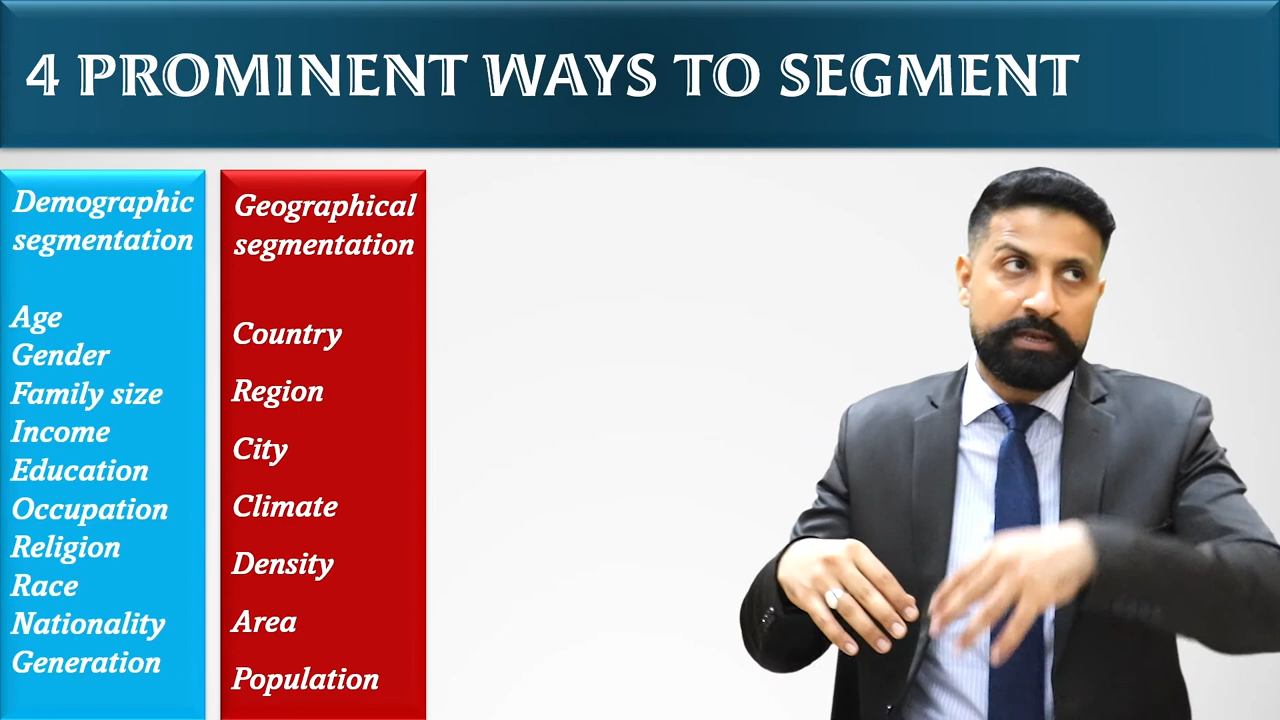 4 PROMINENT WAYS TO SEGMENT
Demographic
segmentation
Age
Gender
Family size
Income
Education
Occupation
Religion
Race
Nationality
Generation
Geographical
segmentation
Country
Region
City
Climate
Density
Area
Population